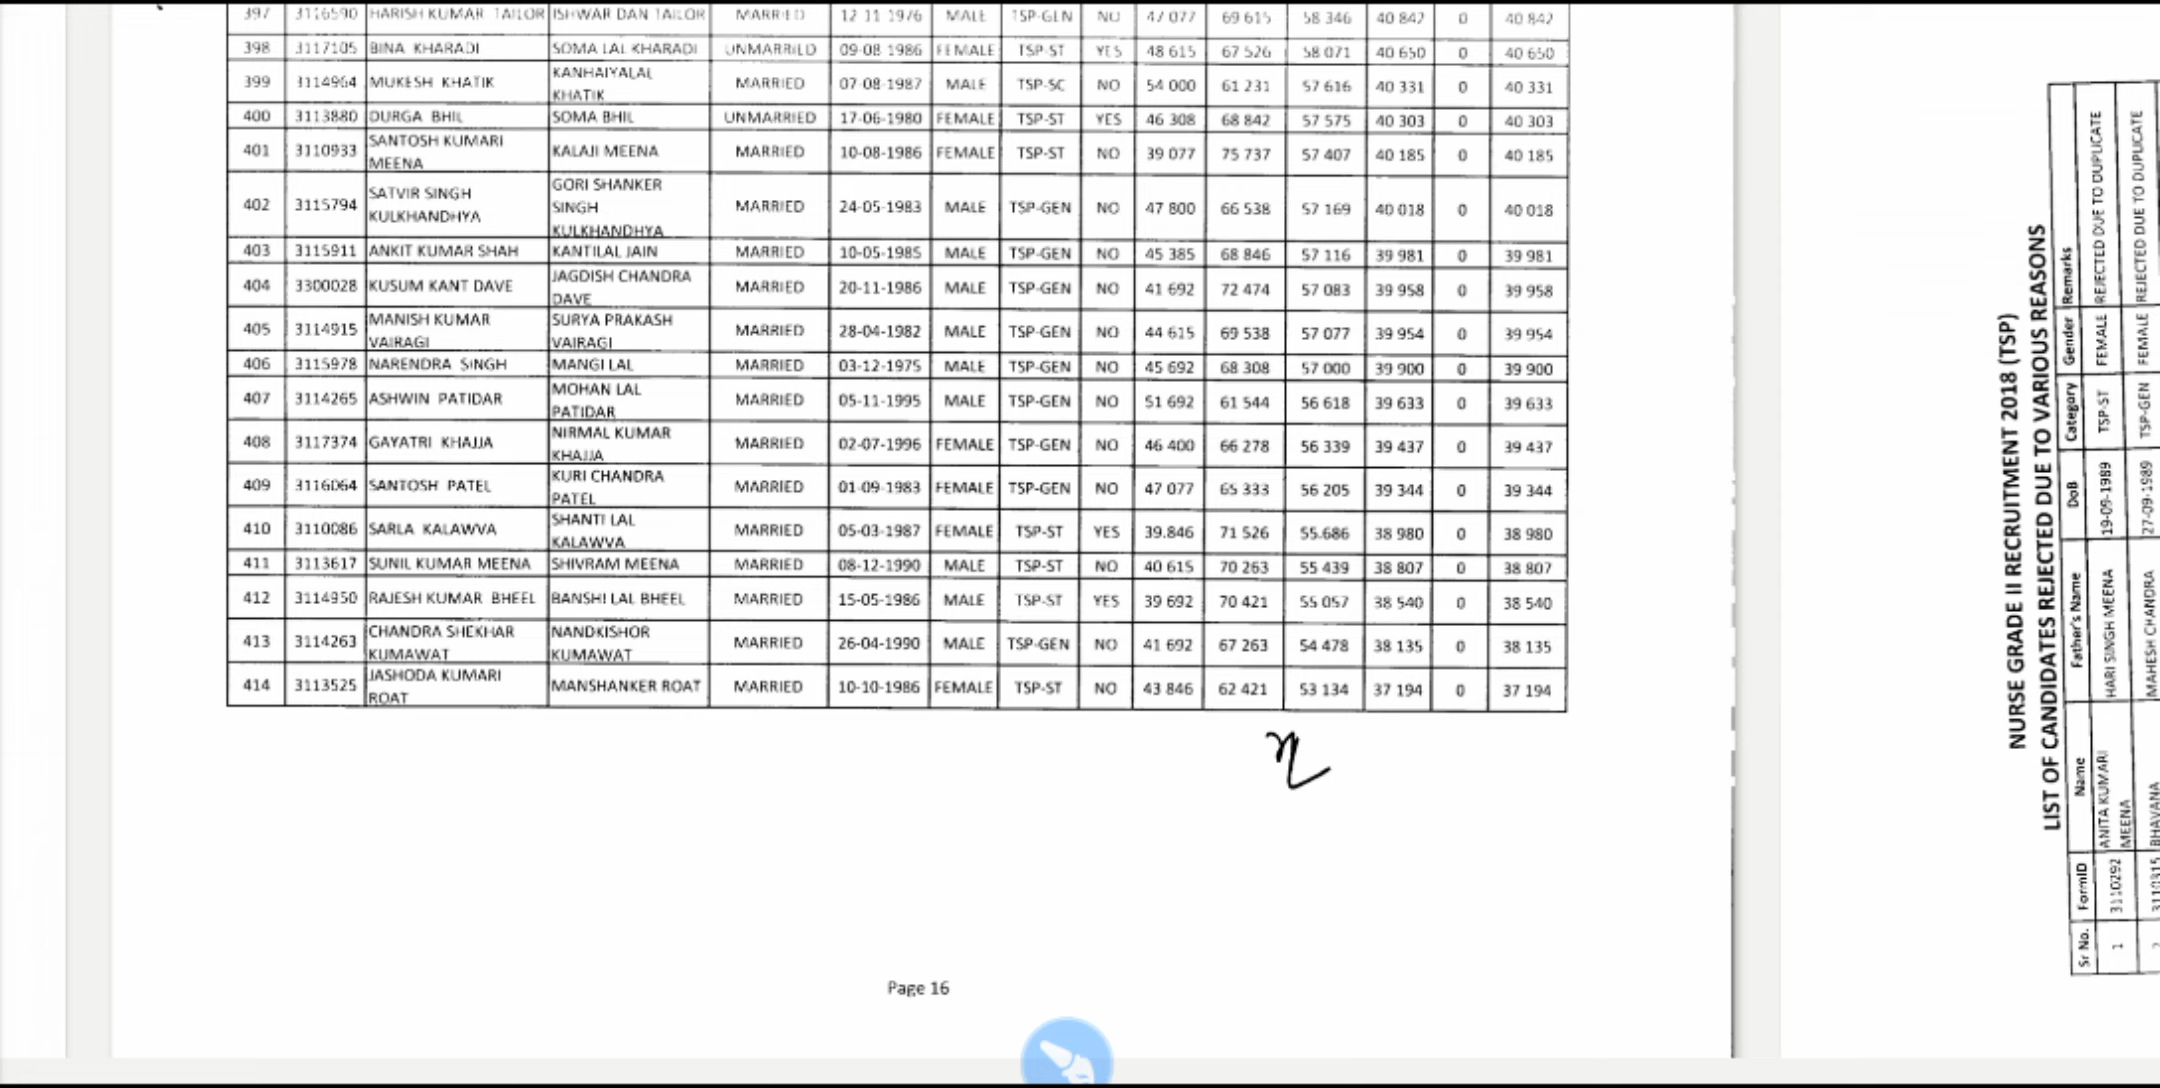 397 3116590 HARISH KUMAR TAILOR ISHWAR DAN TAILOR MARRIED 12 11 1976 MALE TSP-GEN NO 47 077 69 615 58 346 40 842 0 40 842
398 3117105 BINA KHARADI SOMA LAL KHARADI UNMARRIED 09-08 1986 FEMALE TSP-ST YES 48 615 67 526 58 071 40 650 0 40 650
399 3114964 MUKESH KHATIK KANHAIYALAL KHATIK MARRIED 07-08-1987 MALE TSP-SC NO 54 000 61 231 57 616 40 331 0 40 331
400 3113880 DURGA BHIL SOMA BHIL UNMARRIED 17-06-1980 FEMALE TSP-ST YES 46 308 68 842 57 575 40 303 0 40 303
401 3110933 SANTOSH KUMARI MEENA KALAJI MEENA MARRIED 10-08-1986 FEMALE TSP-ST NO 39 077 75 737 57 407 40 185 0 40 185
402 3115794 SATVIR SINGH KULKHANDHYA GORI SHANKER SINGH KULKHANDHYA MARRIED 24-05-1983 MALE TSP-GEN NO 47 800 66 538 57 169 40 018 0 40 018
403 3115911 ANKIT KUMAR SHAH KANTILAL JAIN MARRIED 10-05-1985 MALE TSP-GEN NO 45 385 68 846 57 116 39 981 0 39 981
404 3300028 KUSUM KANT DAVE JAGDISH CHANDRA DAVE MARRIED 20-11-1986 MALE TSP-GEN NO 41 692 72 474 57 083 39 958 0 39 958
405 3114915 MANISH KUMAR VAIRAGI SURYA PRAKASH VAIRAGI MARRIED 28-04-1982 MALE TSP-GEN NO 44 615 69 538 57 077 39 954 0 39 954
406 3115978 NARENDRA SINGH MANGI LAL MARRIED 03-12-1975 MALE TSP-GEN NO 45 692 68 308 57 000 39 900 0 39 900
407 3114265 ASHWIN PATIDAR MOHAN LAL PATIDAR MARRIED 05-11-1995 MALE TSP-GEN NO 51 692 61 544 56 618 39 633 0 39 633
408 3117374 GAYATRI KHAJJA NIRMAL KUMAR KHAJJA MARRIED 02-07-1996 FEMALE TSP-GEN NO 46 400 66 278 56 339 39 437 0 39 437
409 3116064 SANTOSH PATEL KURI CHANDRA PATEL MARRIED 01-09-1983 FEMALE TSP-GEN NO 47 077 65 333 56 205 39 344 0 39 344
410 3110086 SARLA KALAWVA SHANTI LAL KALAWVA MARRIED 05-03-1987 FEMALE TSP-ST YES 39.846 71 526 55.686 38 980 0 38 980
411 3113617 SUNIL KUMAR MEENA SHIVRAM MEENA MARRIED 08-12-1990 MALE TSP-ST NO 40 615 70 263 55 439 38 807 0 38 807
412 3114950 RAJESH KUMAR BHEEL BANSHI LAL BHEEL MARRIED 15-05-1986 MALE TSP-ST YES 39 692 70 421 55 057 38 540 0 38 540
413 3114263 CHANDRA SHEKHAR KUMAWAT NANDKISHOR KUMAWAT MARRIED 26-04-1990 MALE TSP-GEN NO 41 692 67 263 54 478 38 135 0 38 135
414 3113525 JASHODA KUMARI ROAT MANSHANKER ROAT MARRIED 10-10-1986 FEMALE TSP-ST NO 43 846 62 421 53 134 37 194 0 37 194
Page 16
NURSE GRADE II RECRUITMENT 2018 (TSP)
LIST OF CANDIDATES REJECTED DUE TO VARIOUS REASONS
Sr No. FormID Name Father's Name DoB Category Gender Remarks
1 3110292 ANITA KUMARI MEENA HARI SINGH MEENA 19-09-1989 TSP-ST FEMALE REJECTED DUE TO DUPLICATE
BHAVANA MAHESH CHANDRA 27-09-1989 TSP-GEN FEMALE REJECTED DUE TO DUPLICATE